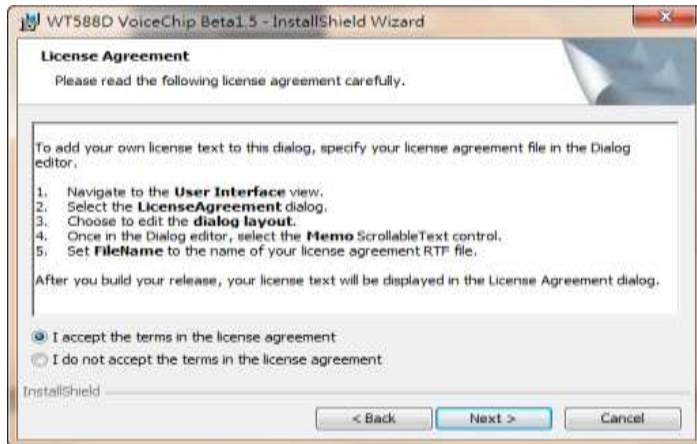 WT588D VoiceChip Beta1.5 - InstallShield Wizard
License Agreement
Please read the following license agreement carefully.
To add your own license text to this dialog, specify your license agreement file in the Dialog
editor.
1. Navigate to the User Interface view.
2. Select the LicenseAgreement dialog.
3. Choose to edit the dialog layout.
4. Once in the Dialog editor, select the Memo ScrollableText control.
5. Set FileName to the name of your license agreement RTF file.
After you build your release, your license text will be displayed in the License Agreement dialog.
I accept the terms in the license agreement
I do not accept the terms in the license agreement
InstallShield
< Back Next > Cancel